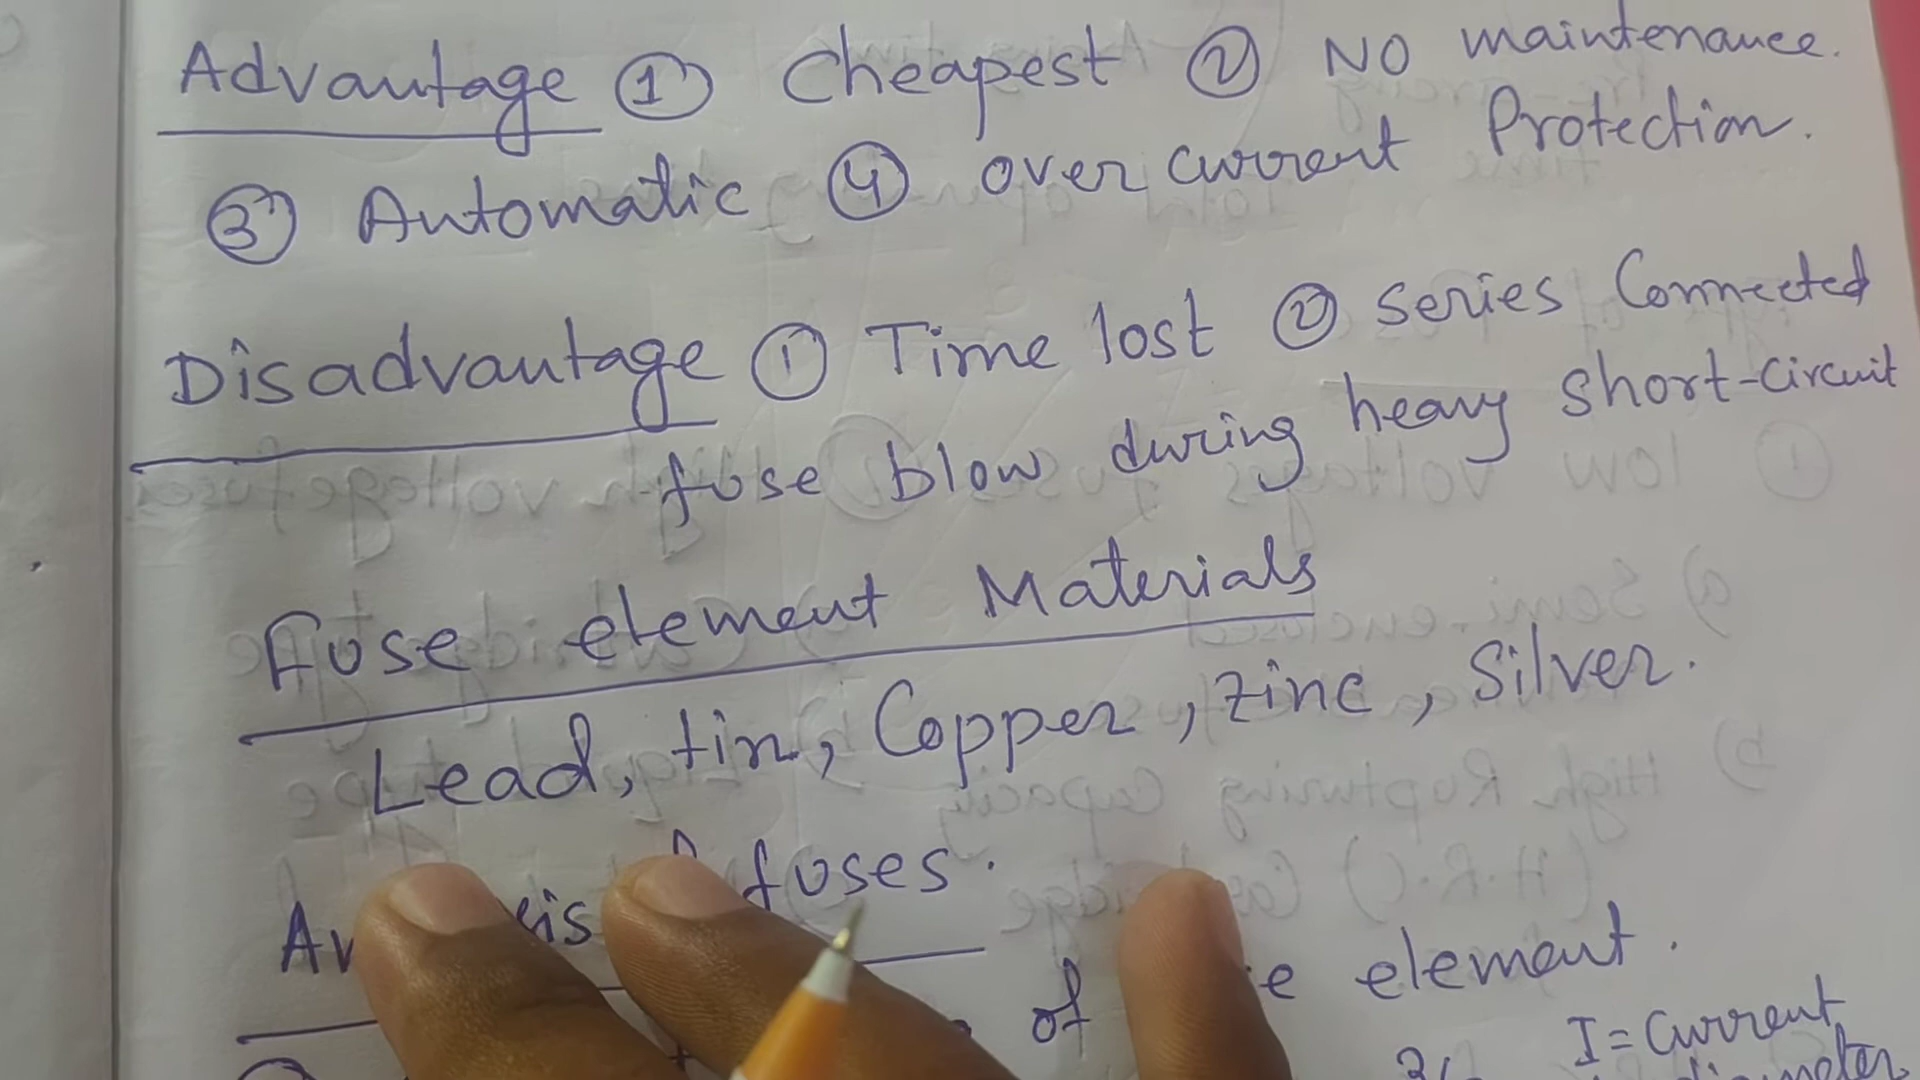 Advantage ① Cheapest ② NO maintenance.
③ Automatic ④ over current Protection.
Disadvantage ① Time lost ② series Connected
fuse blow during heavy short-circuit
Fuse element Materials
Lead, tin, Copper, zinc, Silver.
fuses.
of element.
I = Current